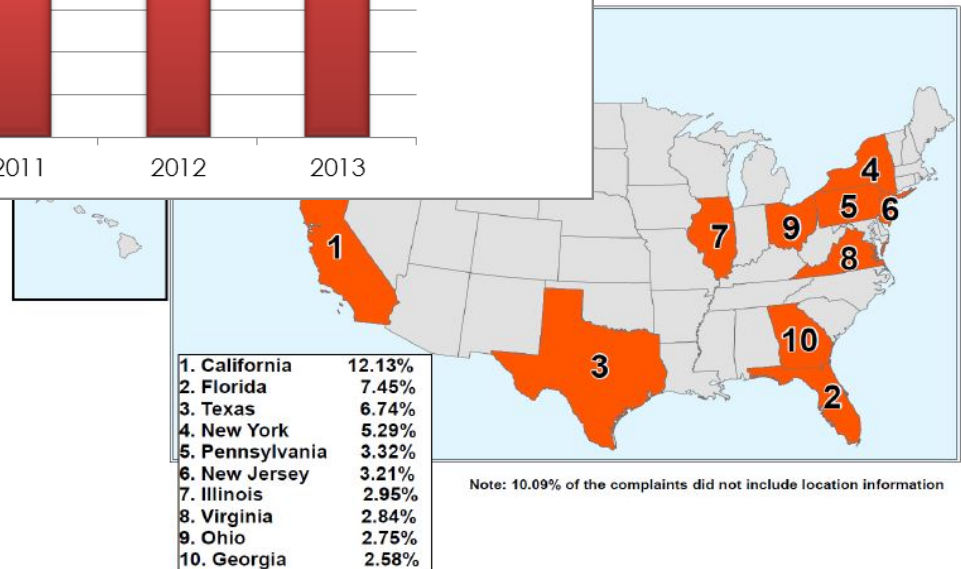 2011 2012 2013
4
5 6
9
7
1
8
10
3
2
1. California 12.13%
2. Florida 7.45%
3. Texas 6.74%
4. New York 5.29%
5. Pennsylvania 3.32%
6. New Jersey 3.21%
7. Illinois 2.95%
8. Virginia 2.84%
9. Ohio 2.75%
10. Georgia 2.58%
Note: 10.09% of the complaints did not include location information